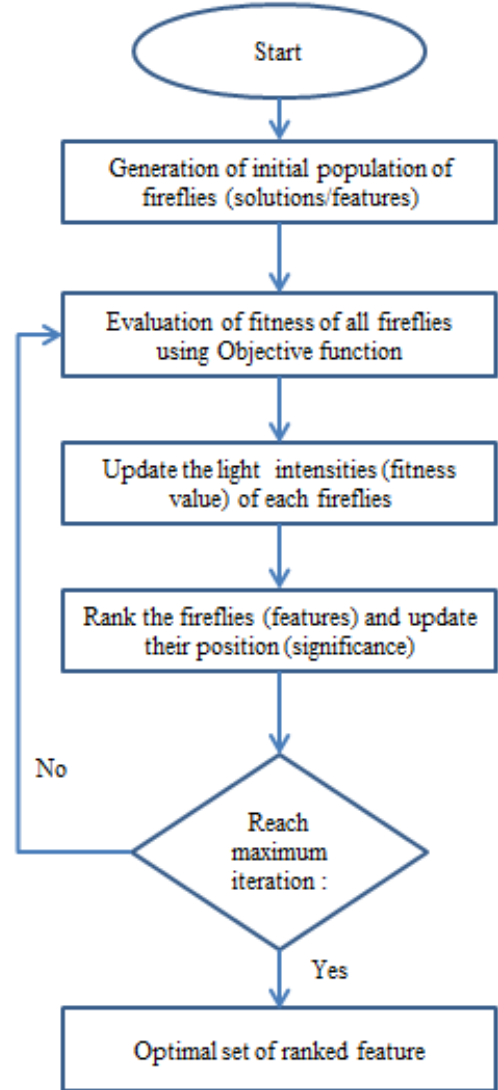 Start
Generation of initial population of
fireflies (solutions/features)
Evaluation of fitness of all fireflies
using Objective function
Update the light intensities (fitness
value) of each fireflies
Rank the fireflies (features) and update
their position (significance)
No
Reach
maximum
iteration :
Yes
Optimal set of ranked feature